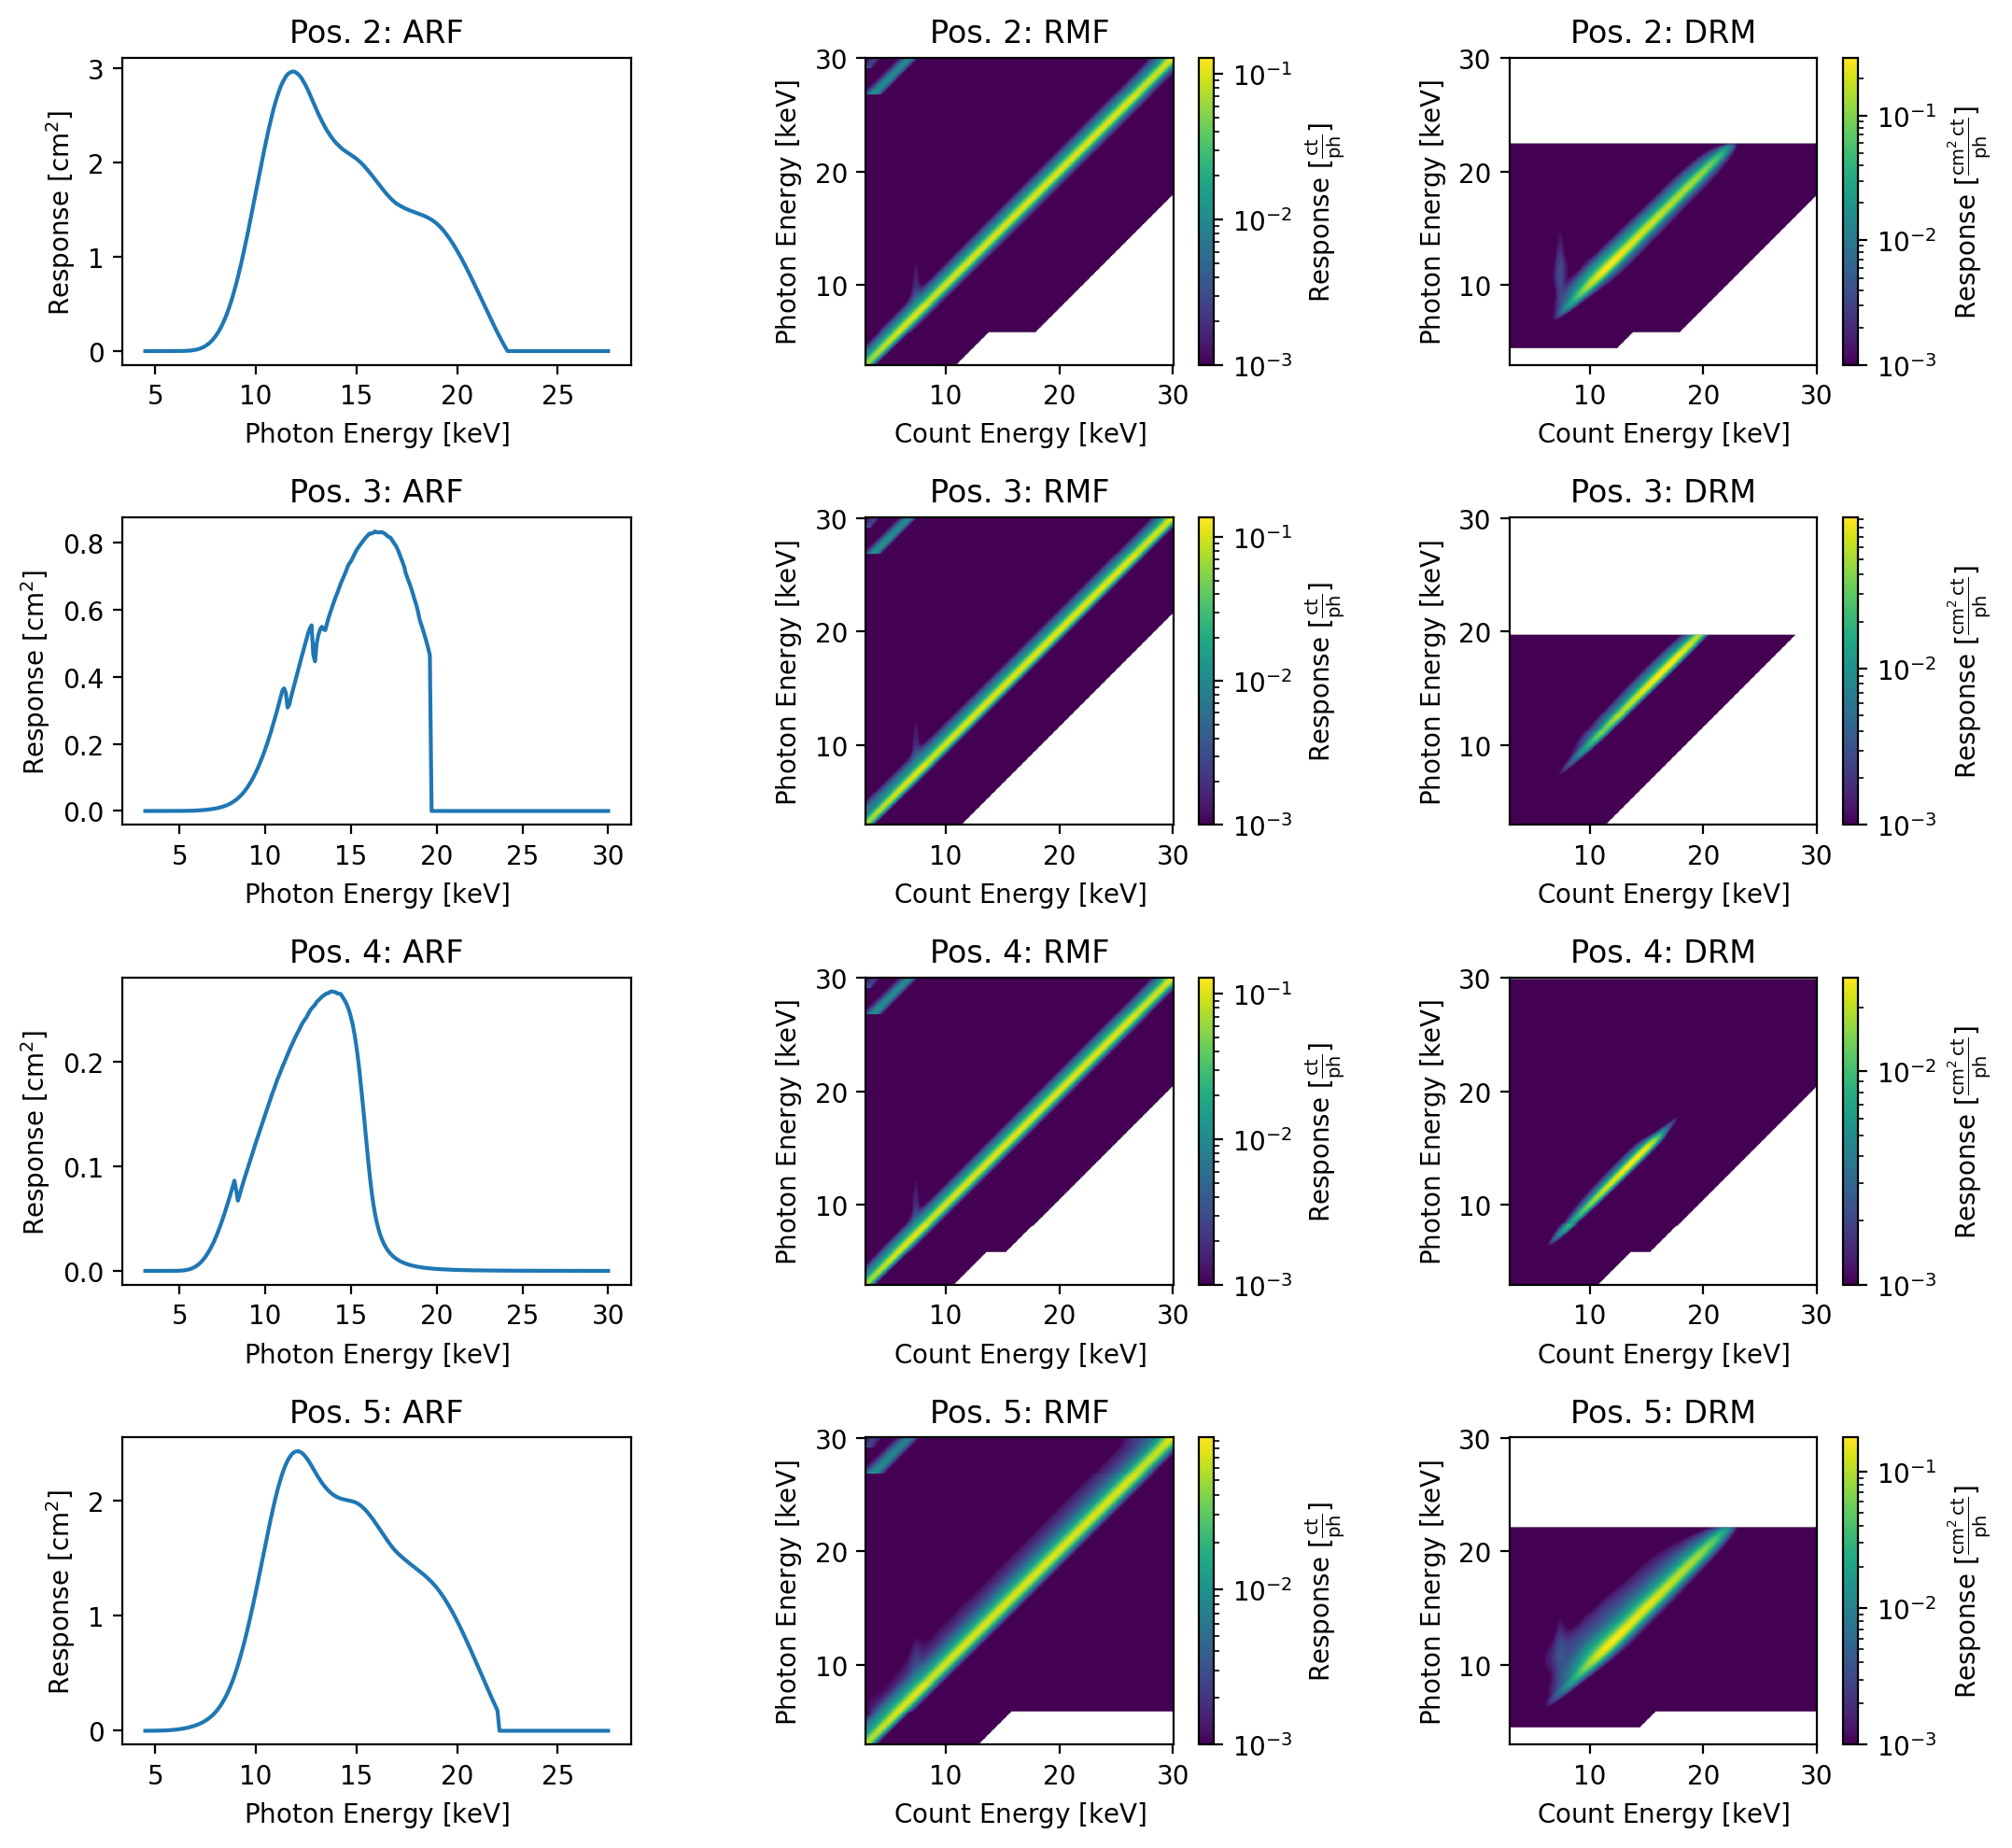 Pos. 2: ARF
Response [cm²]
3
2
1
0
5 10 15 20 25
Photon Energy [keV]
Pos. 2: RMF
Photon Energy [keV]
30
20
10
10 20 30
Count Energy [keV]
10⁻¹
10⁻²
10⁻³
Response [ct/ph]
Pos. 2: DRM
Photon Energy [keV]
30
20
10
10 20 30
Count Energy [keV]
10⁻¹
10⁻²
10⁻³
Response [cm² ct/ph]
Pos. 3: ARF
Response [cm²]
0.8
0.6
0.4
0.2
0.0
5 10 15 20 25 30
Photon Energy [keV]
Pos. 3: RMF
Photon Energy [keV]
30
20
10
10 20 30
Count Energy [keV]
10⁻¹
10⁻²
10⁻³
Response [ct/ph]
Pos. 3: DRM
Photon Energy [keV]
30
20
10
10 20 30
Count Energy [keV]
10⁻²
10⁻³
Response [cm² ct/ph]
Pos. 4: ARF
Response [cm²]
0.2
0.1
0.0
5 10 15 20 25 30
Photon Energy [keV]
Pos. 4: RMF
Photon Energy [keV]
30
20
10
10 20 30
Count Energy [keV]
10⁻¹
10⁻²
10⁻³
Response [ct/ph]
Pos. 4: DRM
Photon Energy [keV]
30
20
10
10 20 30
Count Energy [keV]
10⁻²
10⁻³
Response [cm² ct/ph]
Pos. 5: ARF
Response [cm²]
2
1
0
5 10 15 20 25
Photon Energy [keV]
Pos. 5: RMF
Photon Energy [keV]
30
20
10
10 20 30
Count Energy [keV]
10⁻²
10⁻³
Response [ct/ph]
Pos. 5: DRM
Photon Energy [keV]
30
20
10
10 20 30
Count Energy [keV]
10⁻¹
10⁻²
10⁻³
Response [cm² ct/ph]